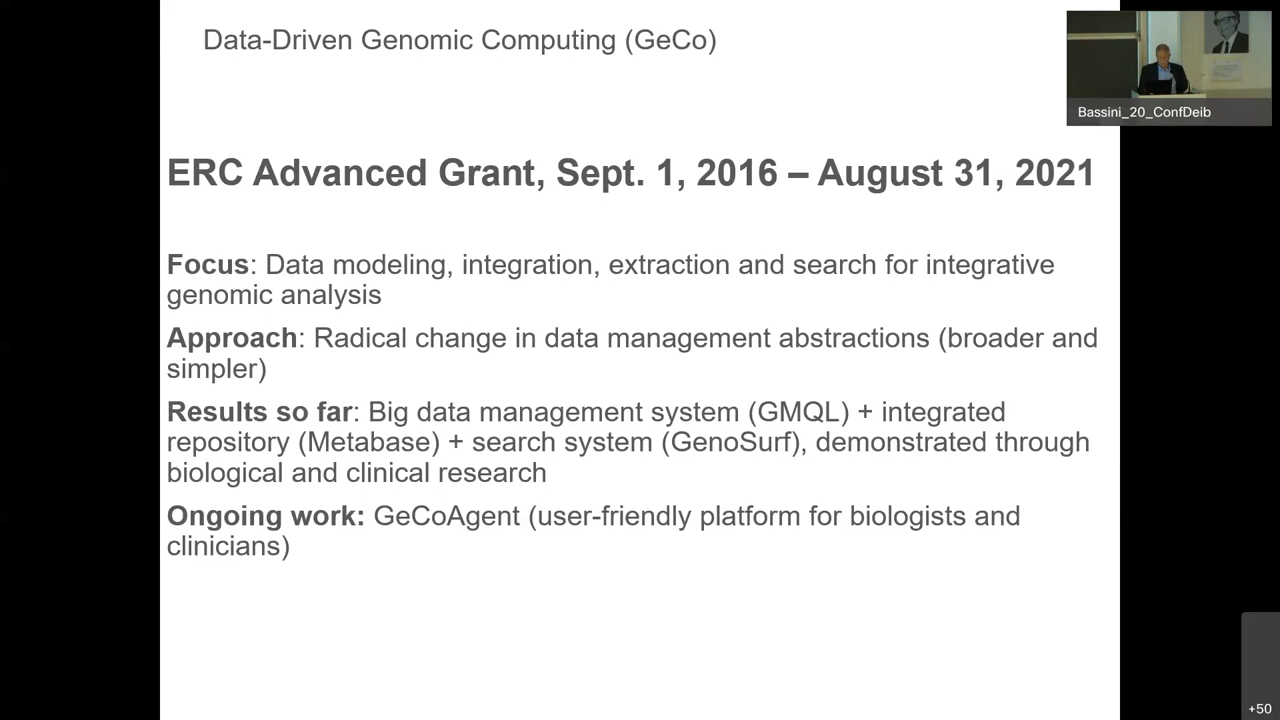 Data-Driven Genomic Computing (GeCo)
Bassini_20_ConfDeib
ERC Advanced Grant, Sept. 1, 2016 – August 31, 2021
Focus: Data modeling, integration, extraction and search for integrative
genomic analysis
Approach: Radical change in data management abstractions (broader and
simpler)
Results so far: Big data management system (GMQL) + integrated
repository (Metabase) + search system (GenoSurf), demonstrated through
biological and clinical research
Ongoing work: GeCoAgent (user-friendly platform for biologists and
clinicians)
+50